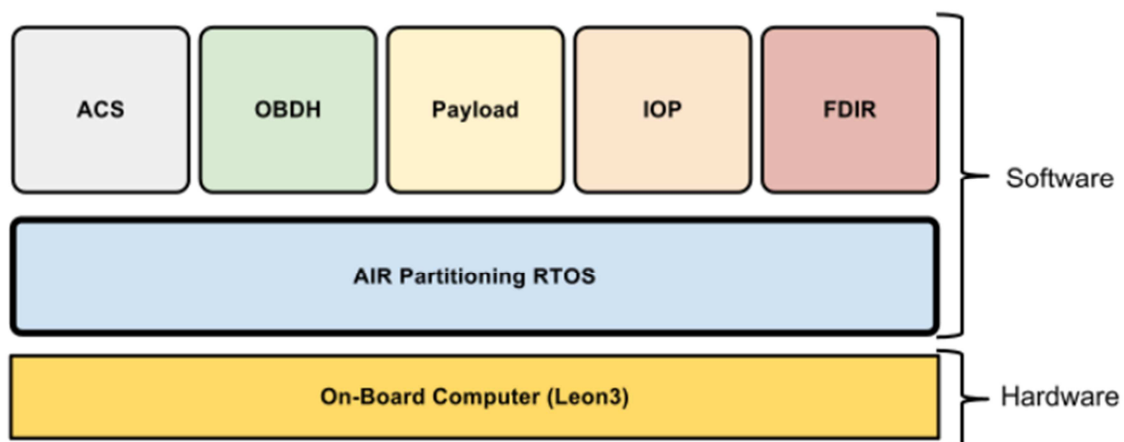 ACS
OBDH
Payload
IOP
FDIR
Software
AIR Partitioning RTOS
On-Board Computer (Leon3)
Hardware